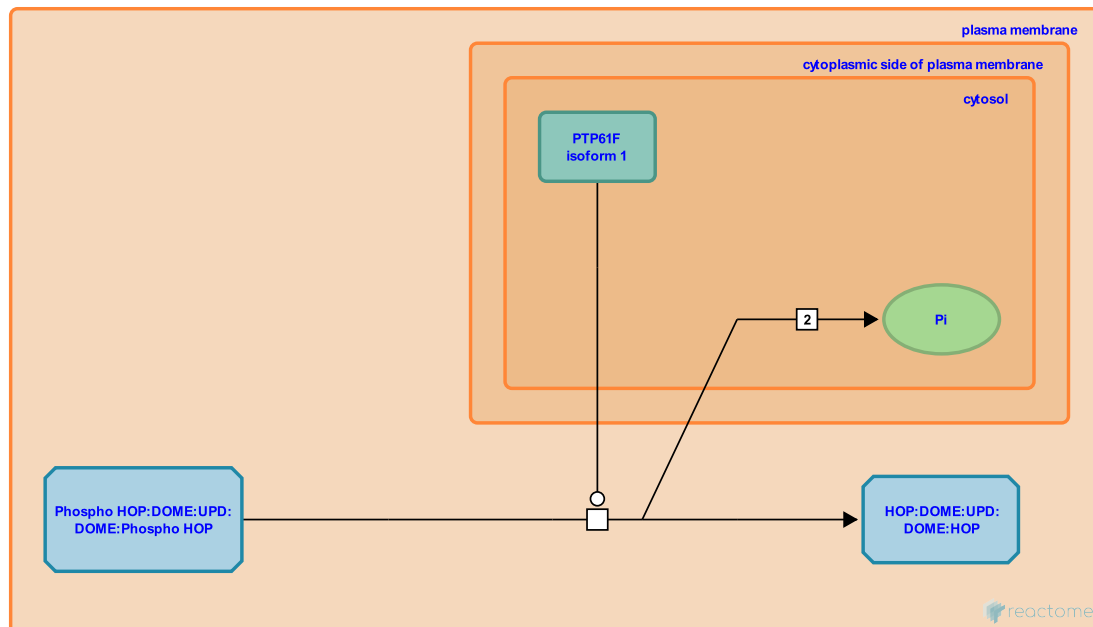 plasma membrane
cytoplasmic side of plasma membrane
cytosol
PTP61F
isoform 1
2
Pi
Phospho HOP:DOME:UPD:
DOME:Phospho HOP
HOP:DOME:UPD:
DOME:HOP
reactome